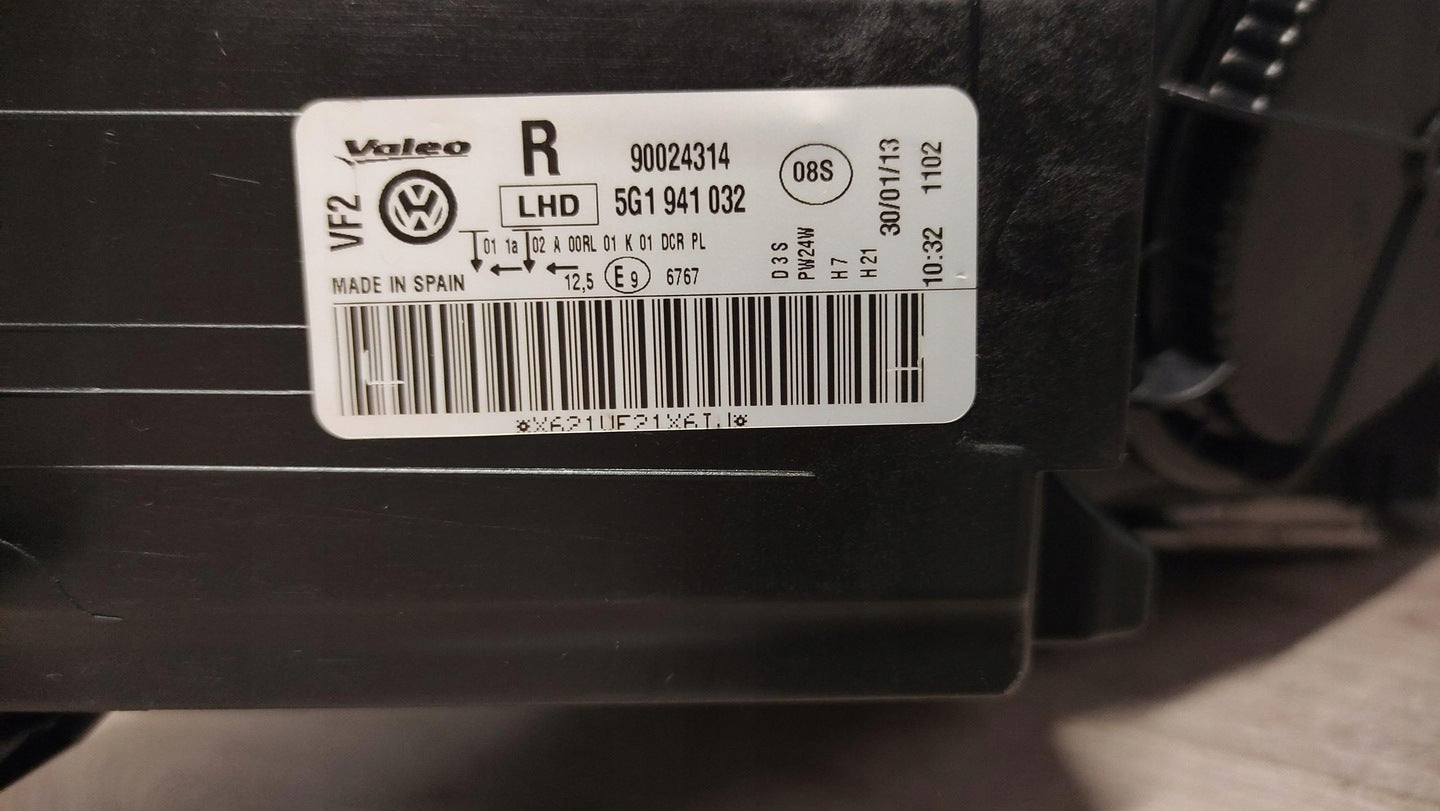 Valeo
R
90024314
08S
VF2
LHD
5G1 941 032
01 1a 02 A 00RL 01 K 01 DCR PL
MADE IN SPAIN
12,5
E9
6767
D3S
PW24W
H7
H21
30/01/13
10:32 1102